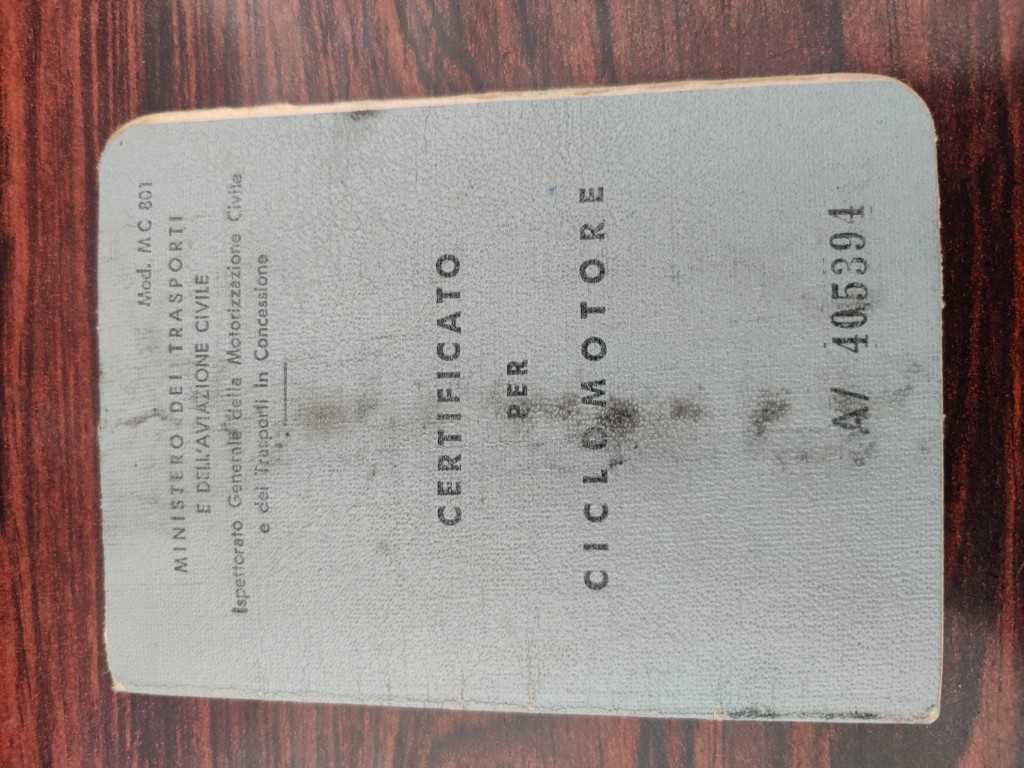 Mod. MC 801
MINISTERO DEI TRASPORTI
E DELL'AVIAZIONE CIVILE
Ispettorato Generale della Motorizzazione Civile
e dei Trasporti in Concessione
CERTIFICATO
PER
CICLOMOTORE
A/ 405394